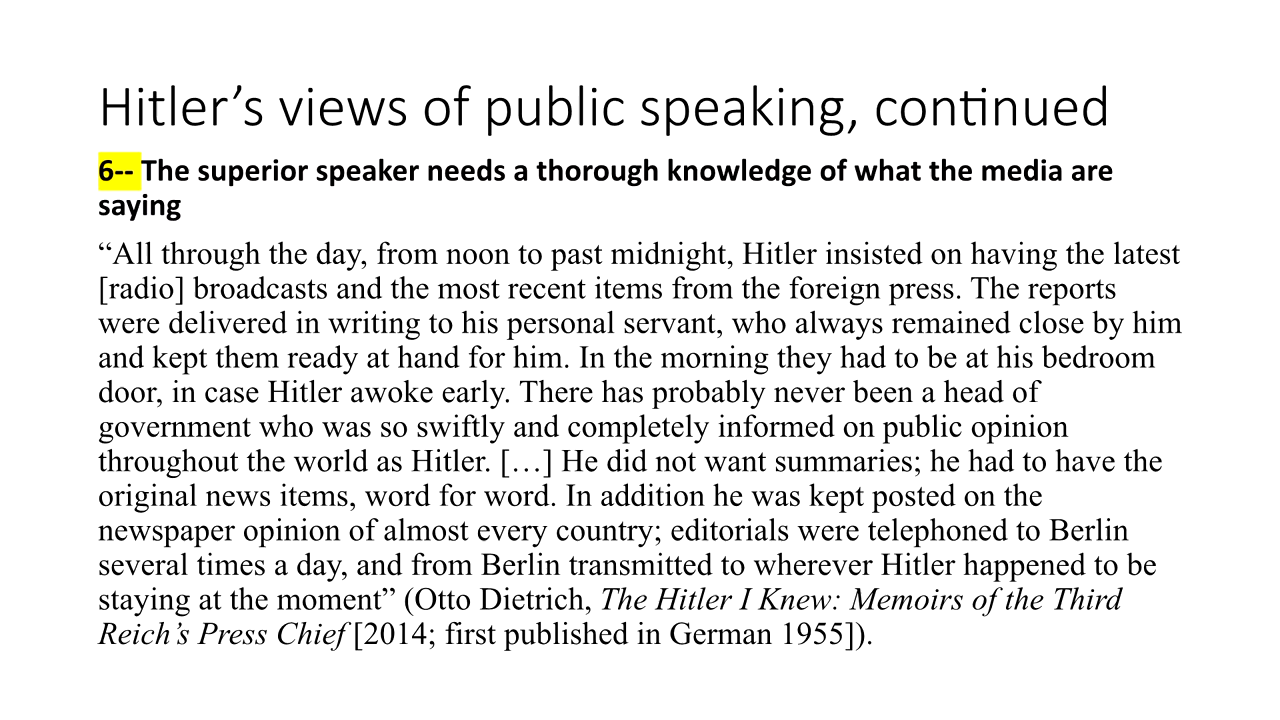 Hitler’s views of public speaking, continued
6-- The superior speaker needs a thorough knowledge of what the media are
saying
“All through the day, from noon to past midnight, Hitler insisted on having the latest
[radio] broadcasts and the most recent items from the foreign press. The reports
were delivered in writing to his personal servant, who always remained close by him
and kept them ready at hand for him. In the morning they had to be at his bedroom
door, in case Hitler awoke early. There has probably never been a head of
government who was so swiftly and completely informed on public opinion
throughout the world as Hitler. […] He did not want summaries; he had to have the
original news items, word for word. In addition he was kept posted on the
newspaper opinion of almost every country; editorials were telephoned to Berlin
several times a day, and from Berlin transmitted to wherever Hitler happened to be
staying at the moment” (Otto Dietrich, The Hitler I Knew: Memoirs of the Third
Reich’s Press Chief [2014; first published in German 1955]).